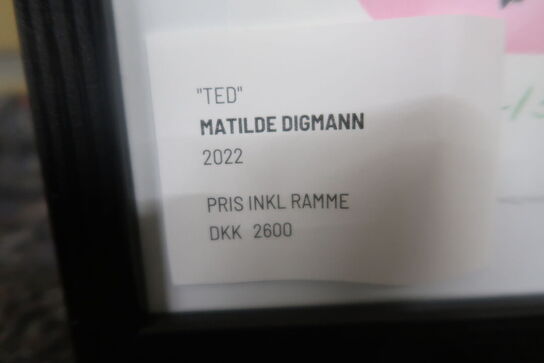 "TED"
MATILDE DIGMANN
2022
PRIS INKL RAMME
DKK 2600